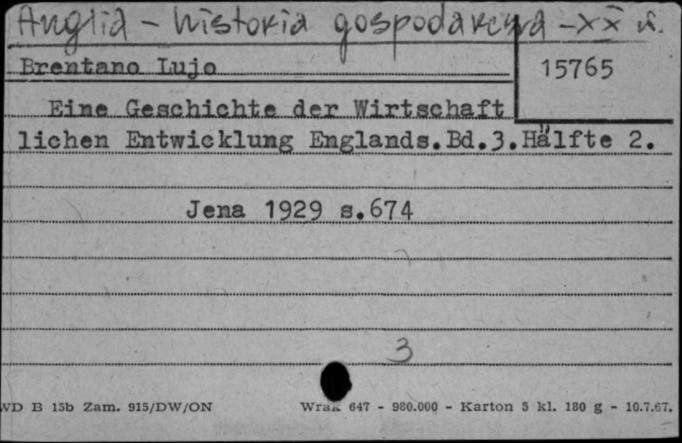 Anglia - historia gospodarcza - XX w.
Brentano Lujo
15765
Eine Geschichte der Wirtschaft
lichen Entwicklung Englands.Bd.3.Hälfte 2.
Jena 1929 s.674
3
WD B 15b Zam. 915/DW/ON Wrak 647 - 980.000 - Karton 5 kl. 180 g - 10.7.67.